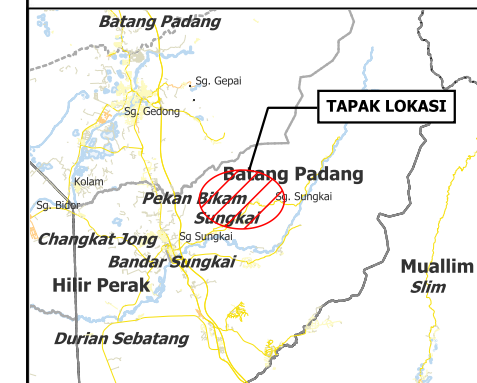 Batang Padang
Sg. Gepai
Sg. Gedong
TAPAK LOKASI
Batang Padang
Kolam
Pekan Bikam
Sg. Sungkai
Sg. Bidor
Sungkai
Changkat Jong
Sg Sungkai
Bandar Sungkai
Muallim
Slim
Hilir Perak
Durian Sebatang